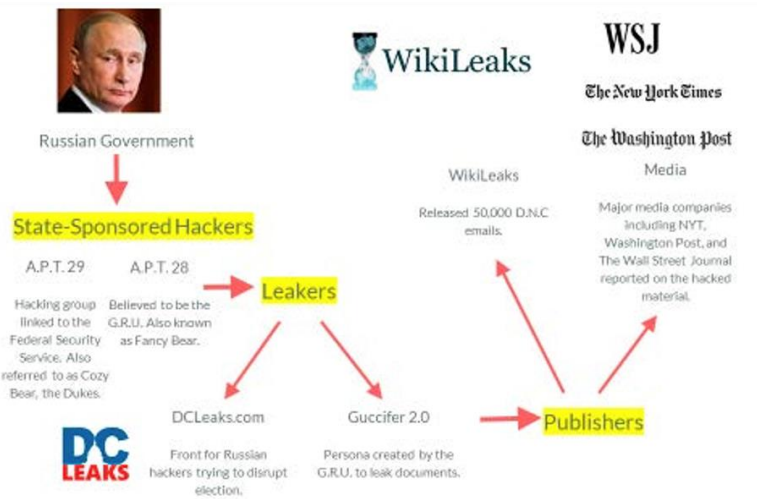 WikiLeaks
WSJ
The New York Times
The Washington Post
Russian Government
State-Sponsored Hackers
A.P.T. 29
Hacking group
linked to the
Federal Security
Service. Also
referred to as Cozy
Bear, the Dukes.
A.P.T. 28
Believed to be the
G.R.U. Also known
as Fancy Bear.
Leakers
DC
LEAKS
DCLeaks.com
Front for Russian
hackers trying to disrupt
election.
Guccifer 2.0
Persona created by the
G.R.U. to leak documents.
Publishers
WikiLeaks
Released 50,000 D.N.C
emails.
Media
Major media companies
including NYT,
Washington Post, and
The Wall Street Journal
reported on the hacked
material.